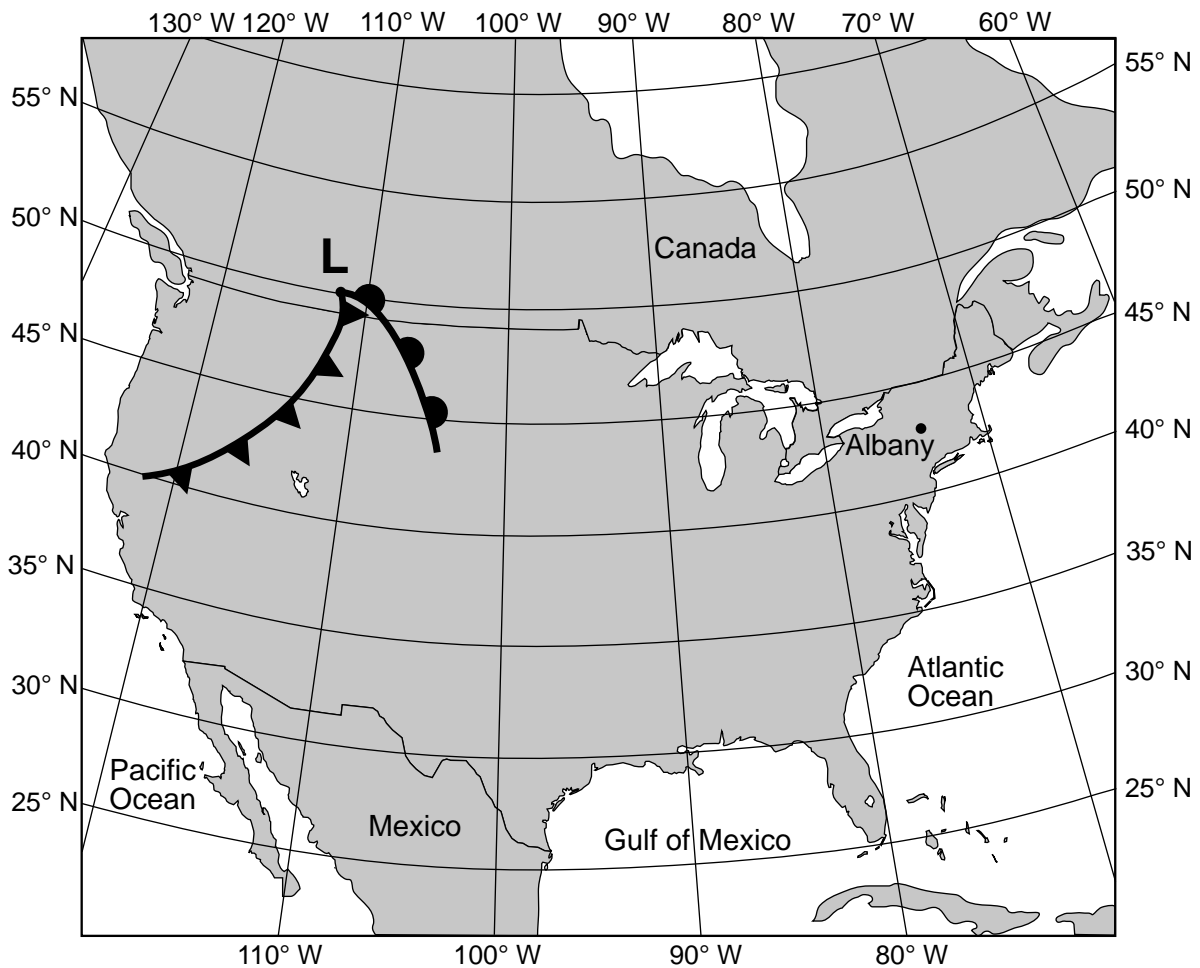 130° W 120° W 110° W 100° W 90° W 80° W 70° W 60° W
55° N
55° N
50° N
50° N
L
Canada
45° N
45° N
40° N
Albany
40° N
35° N
35° N
Atlantic
Ocean
30° N
30° N
Pacific
Ocean
25° N
25° N
Mexico
Gulf of Mexico
110° W 100° W 90° W 80° W